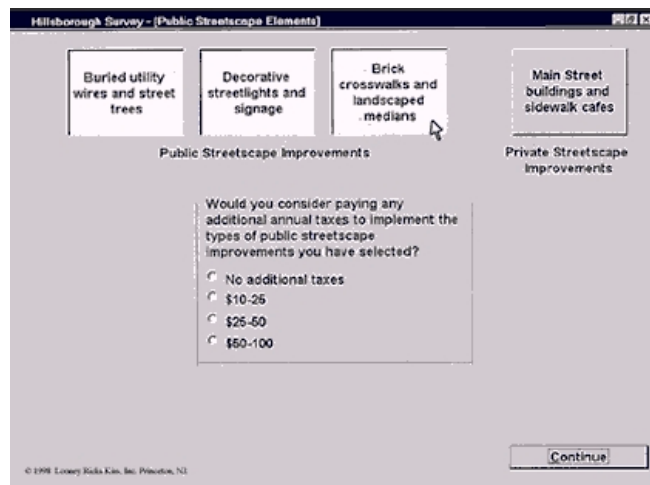 Hillsborough Survey - [Public Streetscape Elements]
Buried utility
wires and street
trees
Decorative
streetlights and
signage
Brick
crosswalks and
landscaped
medians
Main Street
buildings and
sidewalk cafes
Public Streetscape Improvements
Private Streetscape
Improvements
Would you consider paying any
additional annual taxes to implement the
types of public streetscape
improvements you have selected?
No additional taxes
$10-25
$25-50
$50-100
Continue
© 1998 Looney Ricks Kiss, Inc. Princeton, NJ.